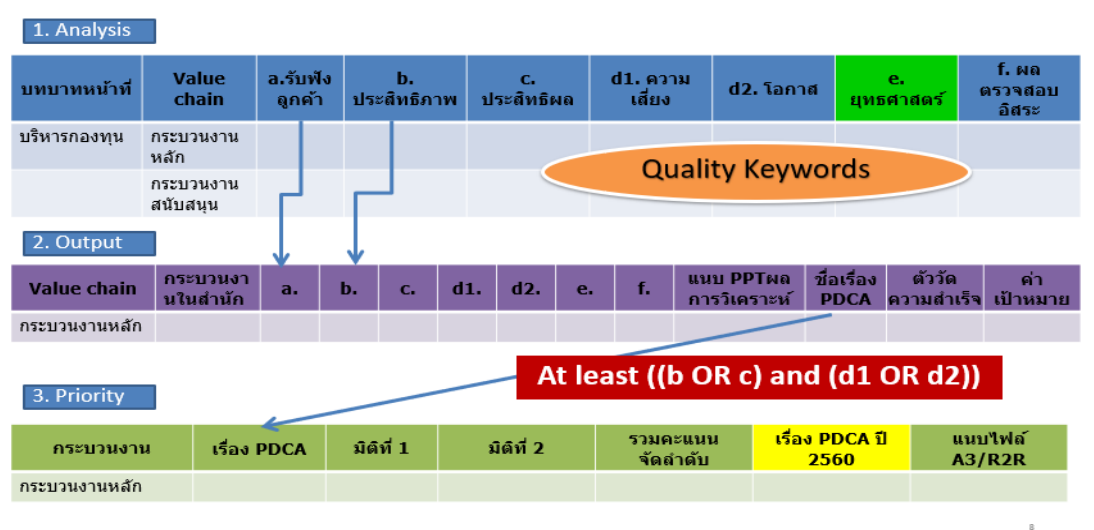 1. Analysis
บทบาทหน้าที่
Value
chain
a.รับฟัง
ลูกค้า
b.
ประสิทธิภาพ
c.
ประสิทธิผล
d1. ความ
เสี่ยง
d2. โอกาส
e.
ยุทธศาสตร์
f. ผล
ตรวจสอบ
อิสระ
บริหารกองทุน
กระบวนงาน
หลัก
กระบวนงาน
สนับสนุน
Quality Keywords
2. Output
Value chain
กระบวนงา
นในสำนัก
a.
b.
c.
d1.
d2.
e.
f.
แนบ PPTผล
การวิเคราะห์
ชื่อเรื่อง
PDCA
ตัววัด
ความสำเร็จ
ค่า
เป้าหมาย
กระบวนงานหลัก
At least ((b OR c) and (d1 OR d2))
3. Priority
กระบวนงาน
เรื่อง PDCA
มิติที่ 1
มิติที่ 2
รวมคะแนน
จัดลำดับ
เรื่อง PDCA ปี
2560
แนบไฟล์
A3/R2R
กระบวนงานหลัก